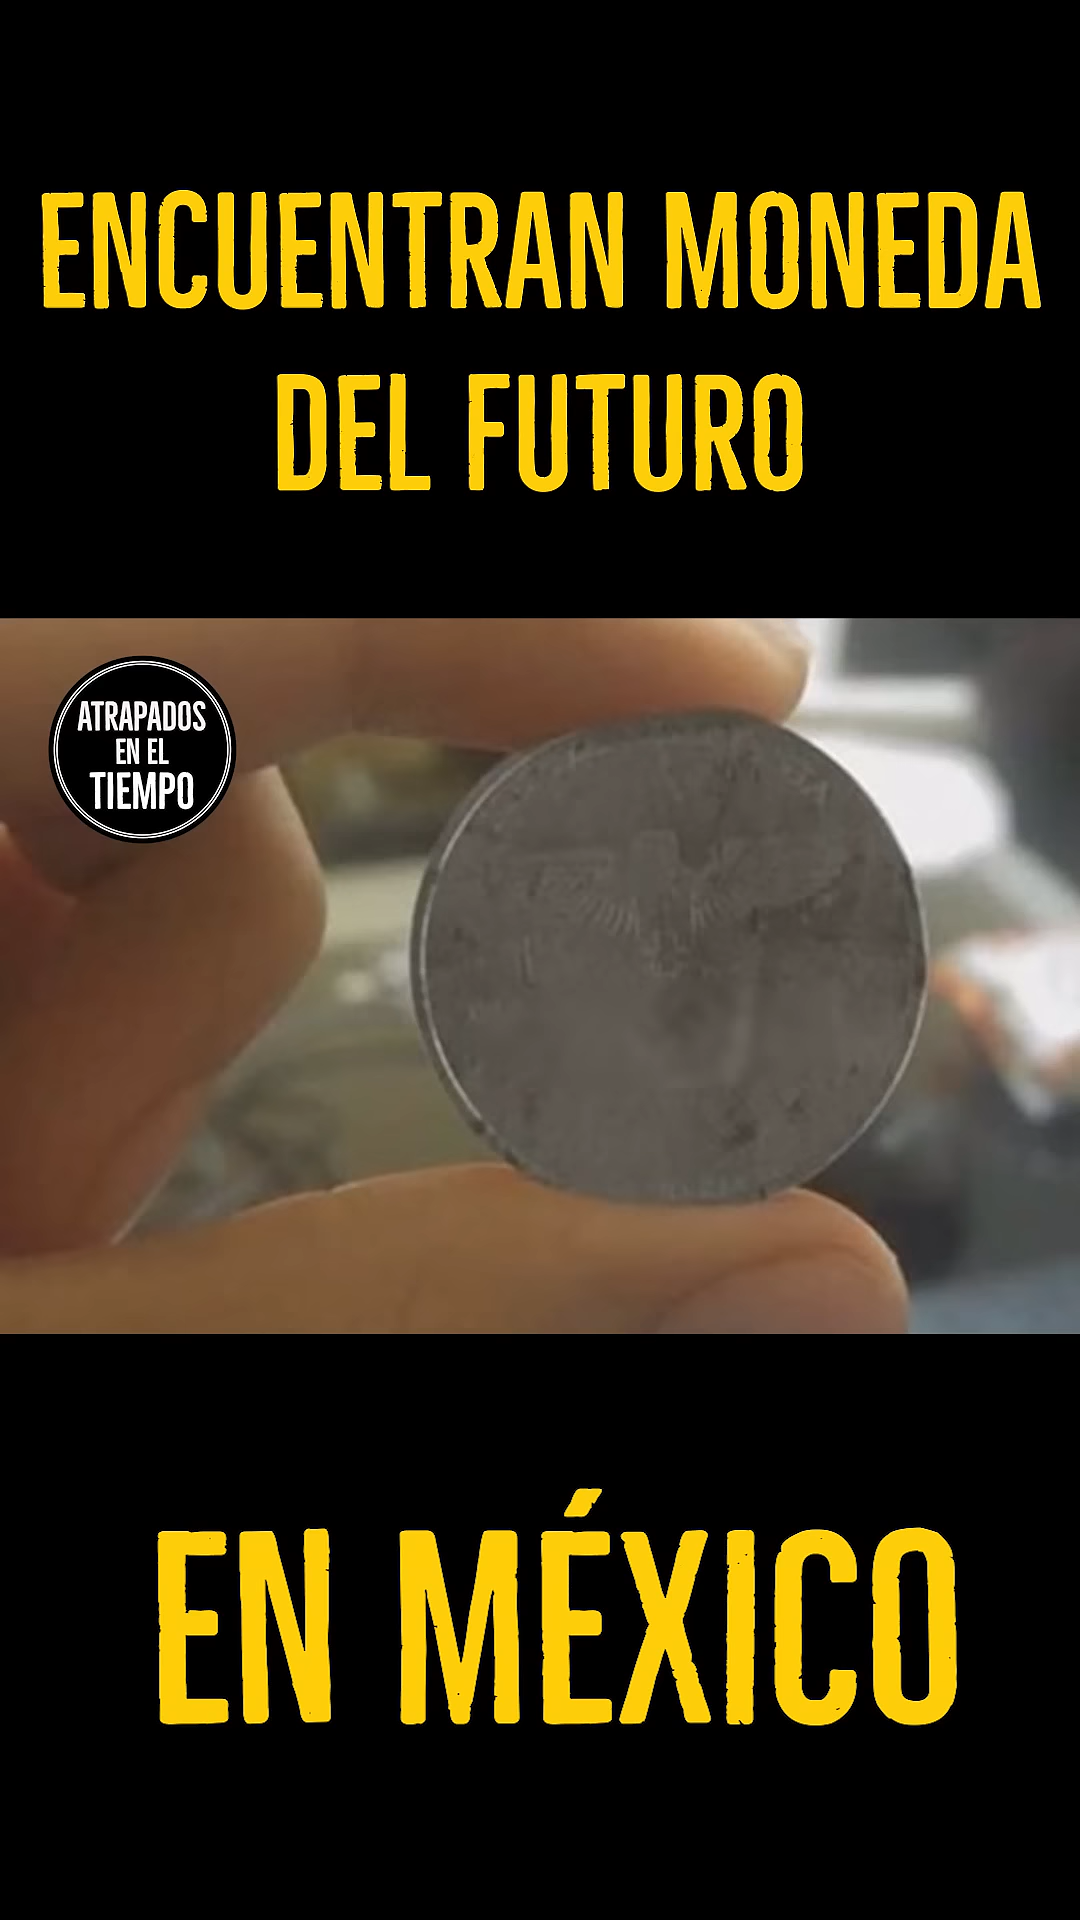 ENCUENTRAN MONEDA
DEL FUTURO
ATRAPADOS
EN EL
TIEMPO
EN MÉXICO